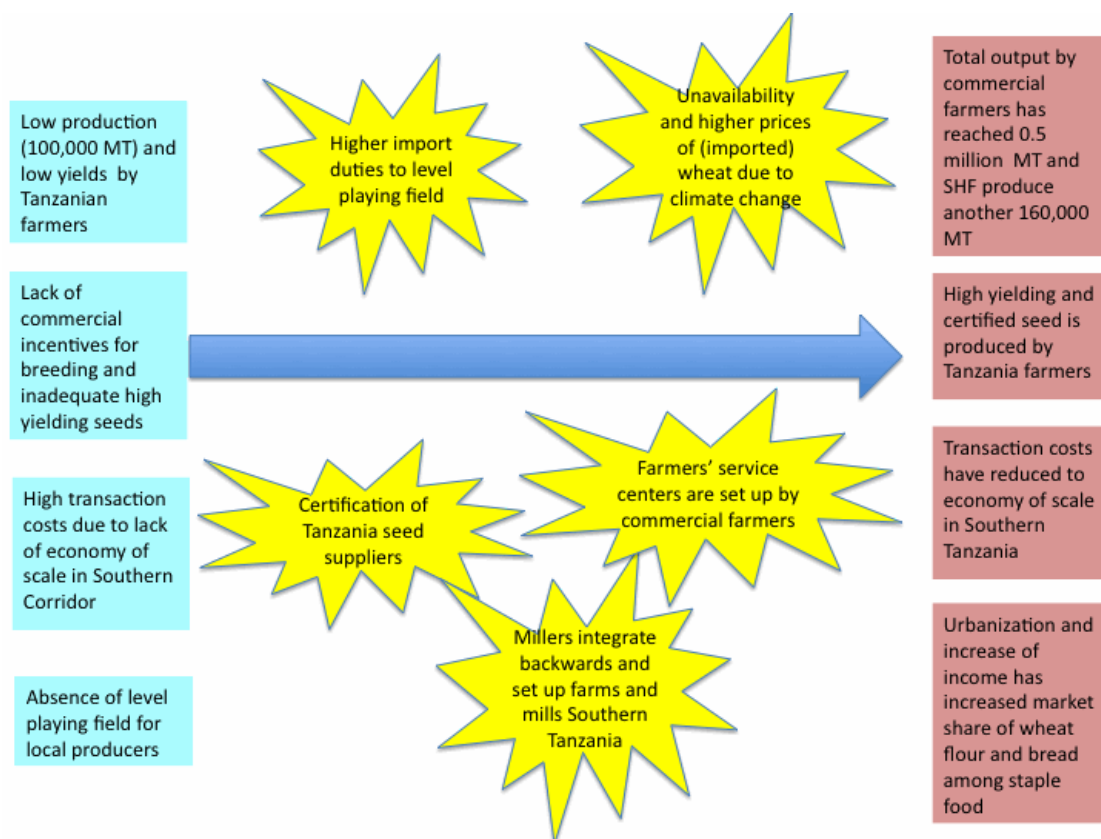 Low production
(100,000 MT) and
low yields by
Tanzanian
farmers
Lack of
commercial
incentives for
breeding and
inadequate high
yielding seeds
High transaction
costs due to lack
of economy of
scale in Southern
Corridor
Absence of level
playing field for
local producers
Higher import
duties to level
playing field
Unavailability
and higher prices
of (imported)
wheat due to
climate change
Certification of
Tanzania seed
suppliers
Farmers’ service
centers are set up by
commercial farmers
Millers integrate
backwards and
set up farms and
mills Southern
Tanzania
Total output by
commercial
farmers has
reached 0.5
million MT and
SHF produce
another 160,000
MT
High yielding and
certified seed is
produced by
Tanzania farmers
Transaction costs
have reduced to
economy of scale
in Southern
Tanzania
Urbanization and
increase of
income has
increased market
share of wheat
flour and bread
among staple
food